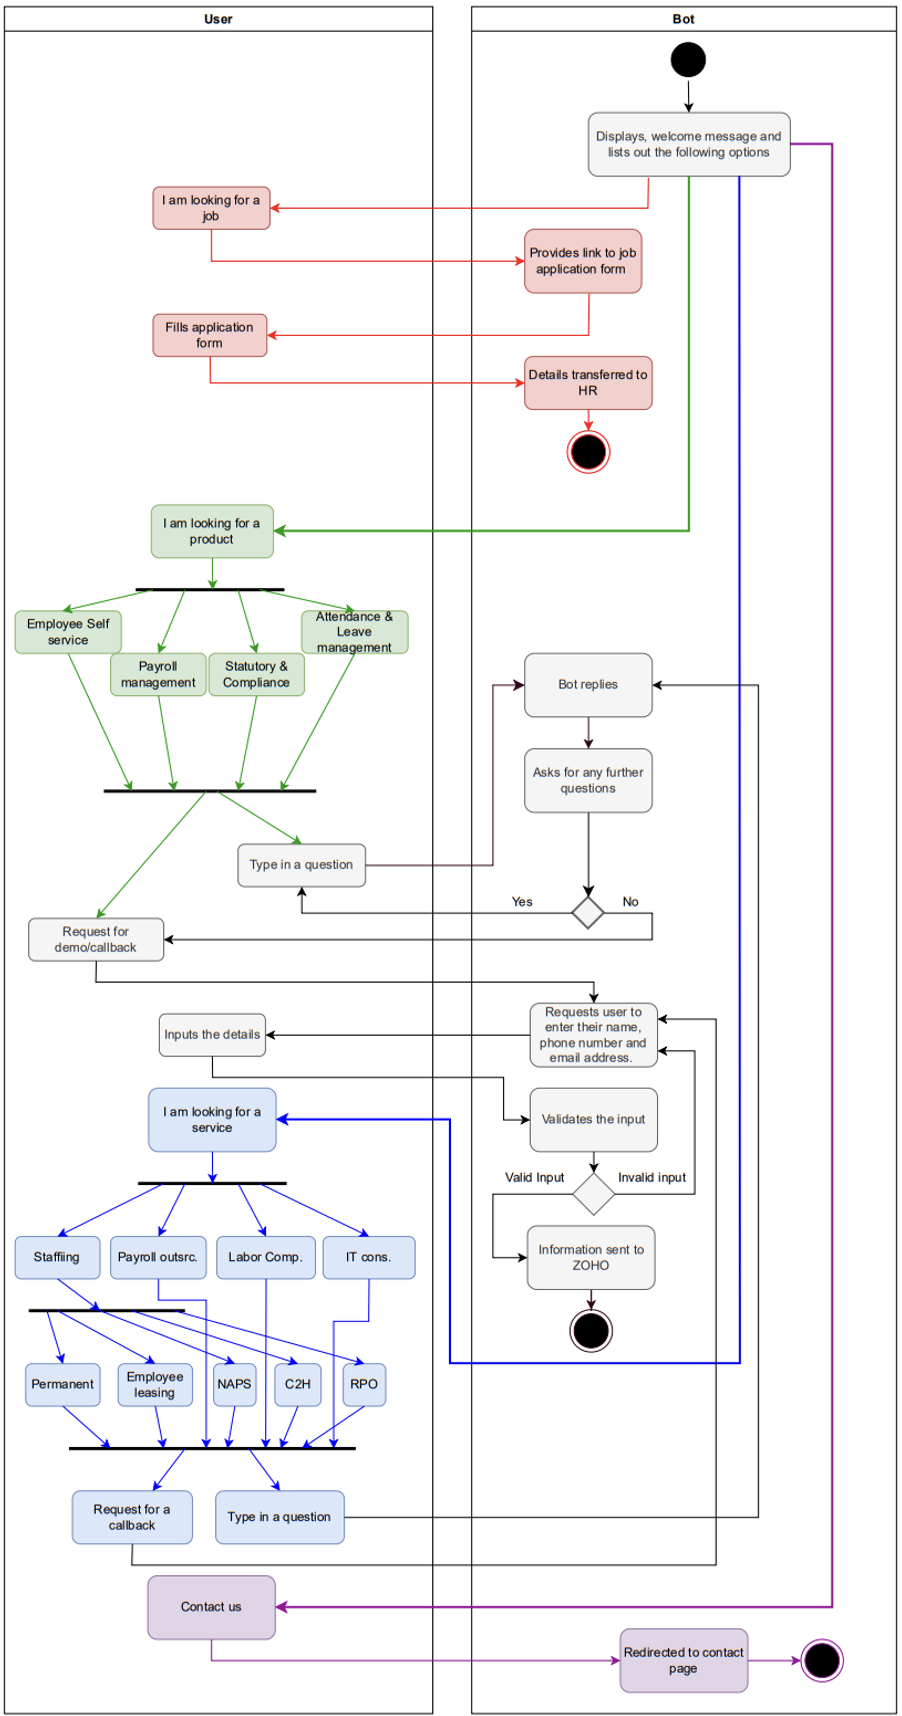 User
Bot
Displays, welcome message and
lists out the following options
I am looking for a
job
Provides link to job
application form
Fills application
form
Details transferred to
HR
I am looking for a
product
Employee Self
service
Attendance &
Leave
management
Payroll
management
Statutory &
Compliance
Bot replies
Asks for any further
questions
Type in a question
Yes
No
Request for
demo/callback
Requests user to
enter their name,
phone number and
email address.
Inputs the details
I am looking for a
service
Validates the input
Valid Input
Invalid input
Information sent to
ZOHO
Staffiing
Payroll outsrc.
Labor Comp.
IT cons.
Permanent
Employee
leasing
NAPS
C2H
RPO
Request for a
callback
Type in a question
Contact us
Redirected to contact
page